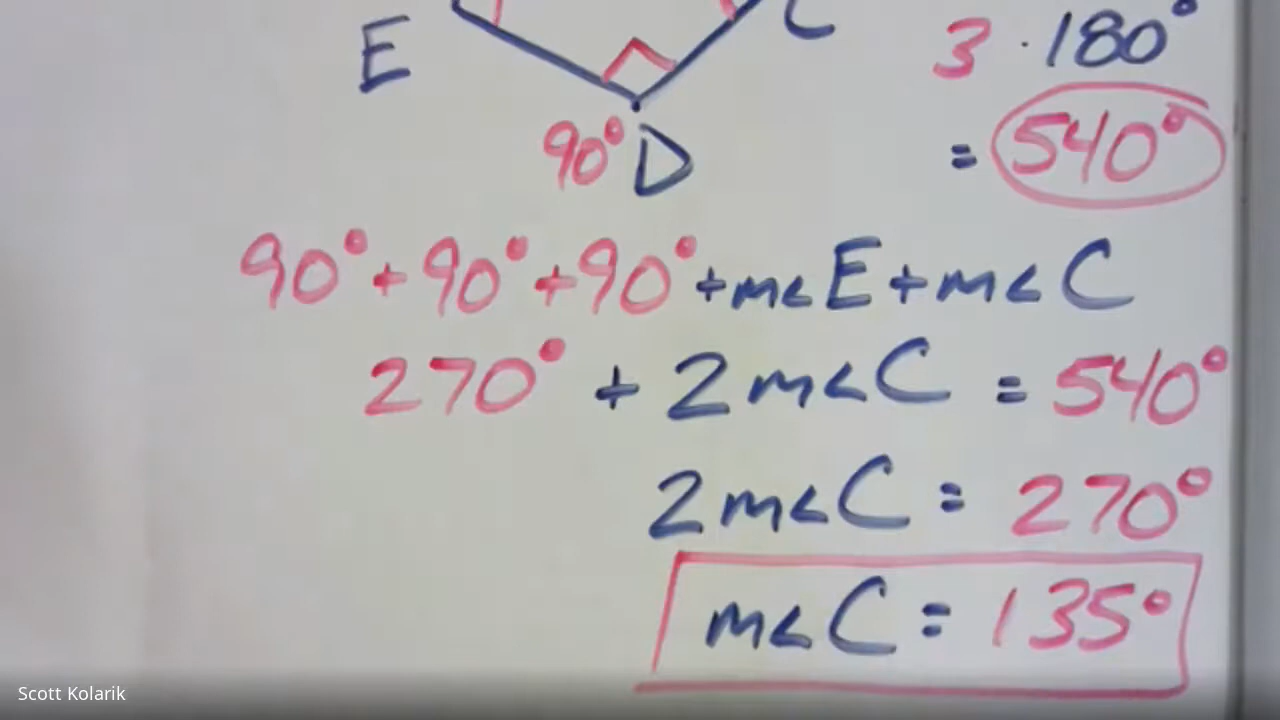 E
C
3 · 180°
= 540°
90° D
90° + 90° + 90° + m∠E + m∠C
270° + 2m∠C = 540°
2m∠C = 270°
m∠C = 135°
Scott Kolarik